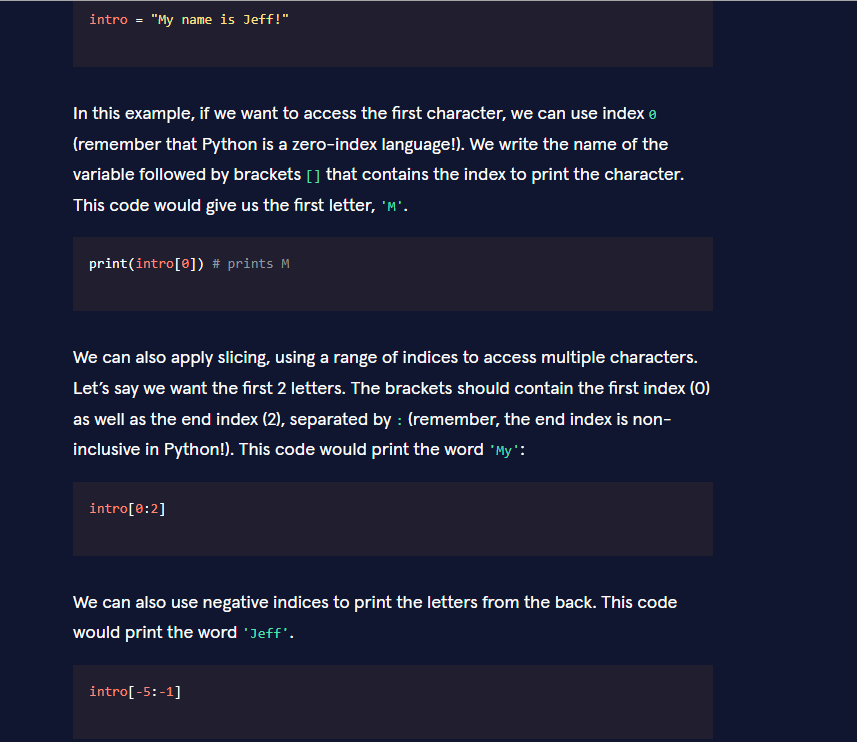 intro = "My name is Jeff!"
In this example, if we want to access the first character, we can use index 0
(remember that Python is a zero-index language!). We write the name of the
variable followed by brackets [] that contains the index to print the character.
This code would give us the first letter, 'M'.
print(intro[0]) # prints M
We can also apply slicing, using a range of indices to access multiple characters.
Let’s say we want the first 2 letters. The brackets should contain the first index (0)
as well as the end index (2), separated by : (remember, the end index is non-
inclusive in Python!). This code would print the word 'My':
intro[0:2]
We can also use negative indices to print the letters from the back. This code
would print the word 'Jeff'.
intro[-5:-1]